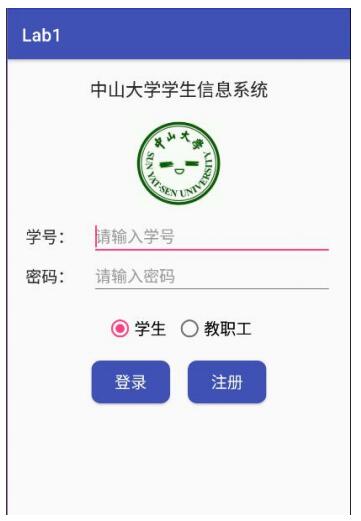 Lab1
中山大学学生信息系统
中山大学
SUN YAT-SEN UNIVERSITY
学号：
请输入学号
密码：
请输入密码
学生 教职工
登录 注册